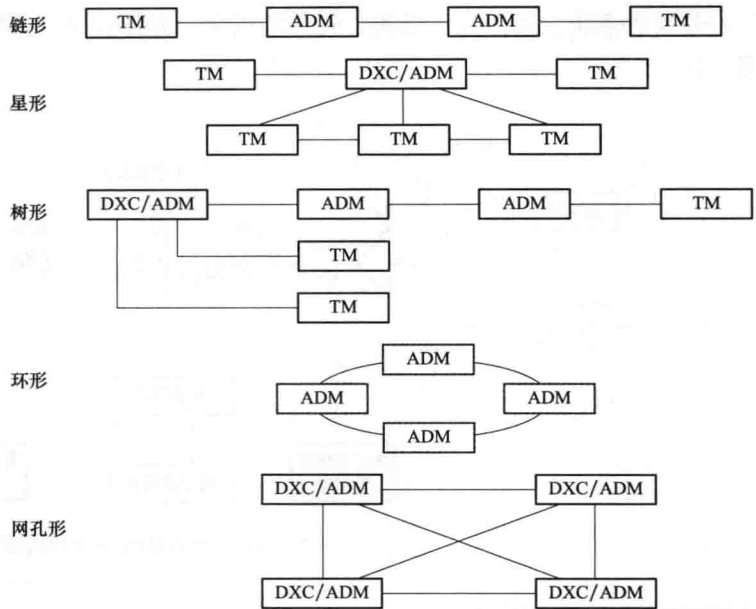 链形 TM ADM ADM TM
TM DXC/ADM TM
星形
TM TM TM
树形 DXC/ADM ADM ADM TM
TM
TM
环形
ADM
ADM ADM
ADM
DXC/ADM DXC/ADM
网孔形
DXC/ADM DXC/ADM